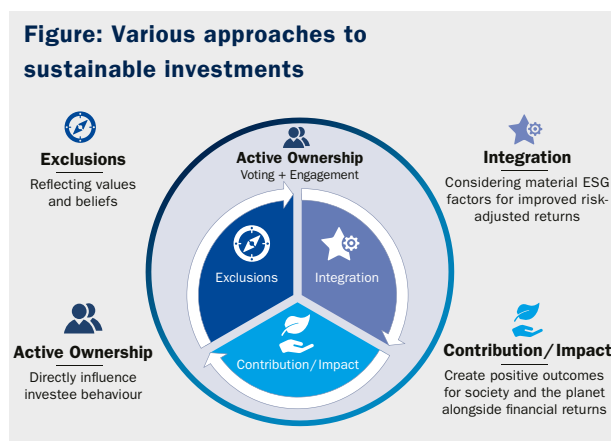 Figure: Various approaches to
sustainable investments
Exclusions
Reflecting values
and beliefs
Active Ownership
Voting + Engagement
Integration
Considering material ESG
factors for improved risk-
adjusted returns
Exclusions
Integration
Contribution/Impact
Active Ownership
Directly influence
investee behaviour
Contribution/Impact
Create positive outcomes
for society and the planet
alongside financial returns